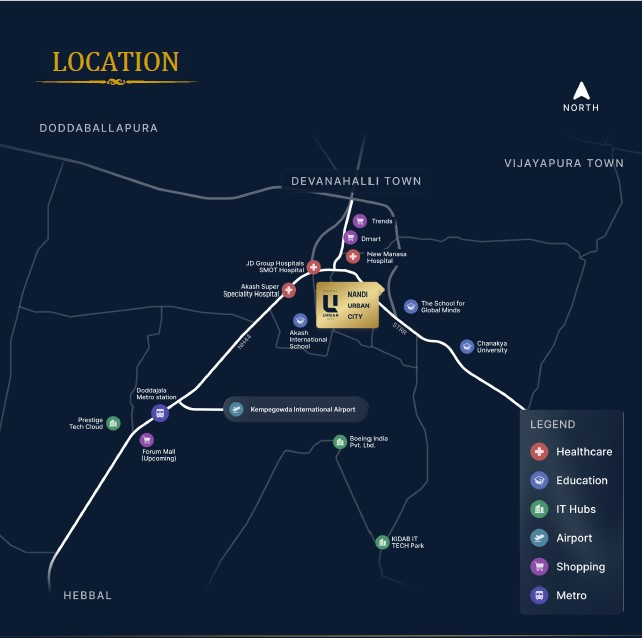 LOCATION
NORTH
DODDABALLAPURA
VIJAYAPURA TOWN
DEVANAHALLI TOWN
Trends
Dmart
New Manasa
Hospital
JD Group Hospitals
SMOT Hospital
Akash Super
Speciality Hospital
NANDI
URBAN
CITY
URBAN
The School for
Global Minds
Akash
International
School
STRR
NH44
Chanakya
University
Doddajala
Metro station
Kempegowda International Airport
Prestige
Tech Cloud
Forum Mall
(Upcoming)
Boeing India
Pvt. Ltd.
KIDAB IT
TECH Park
HEBBAL
LEGEND
Healthcare
Education
IT Hubs
Airport
Shopping
Metro